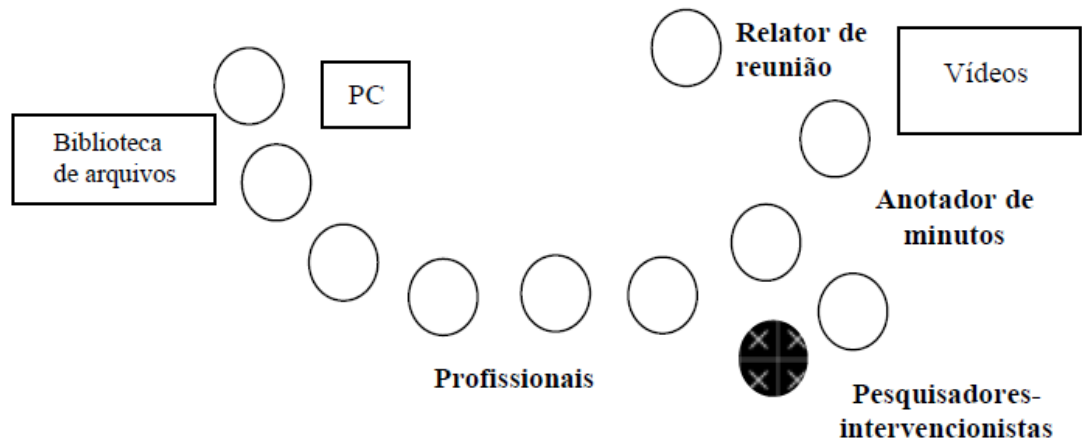 Relator de
reunião
Vídeos
PC
Biblioteca
de arquivos
Anotador de
minutos
Profissionais
Pesquisadores-
intervencionistas